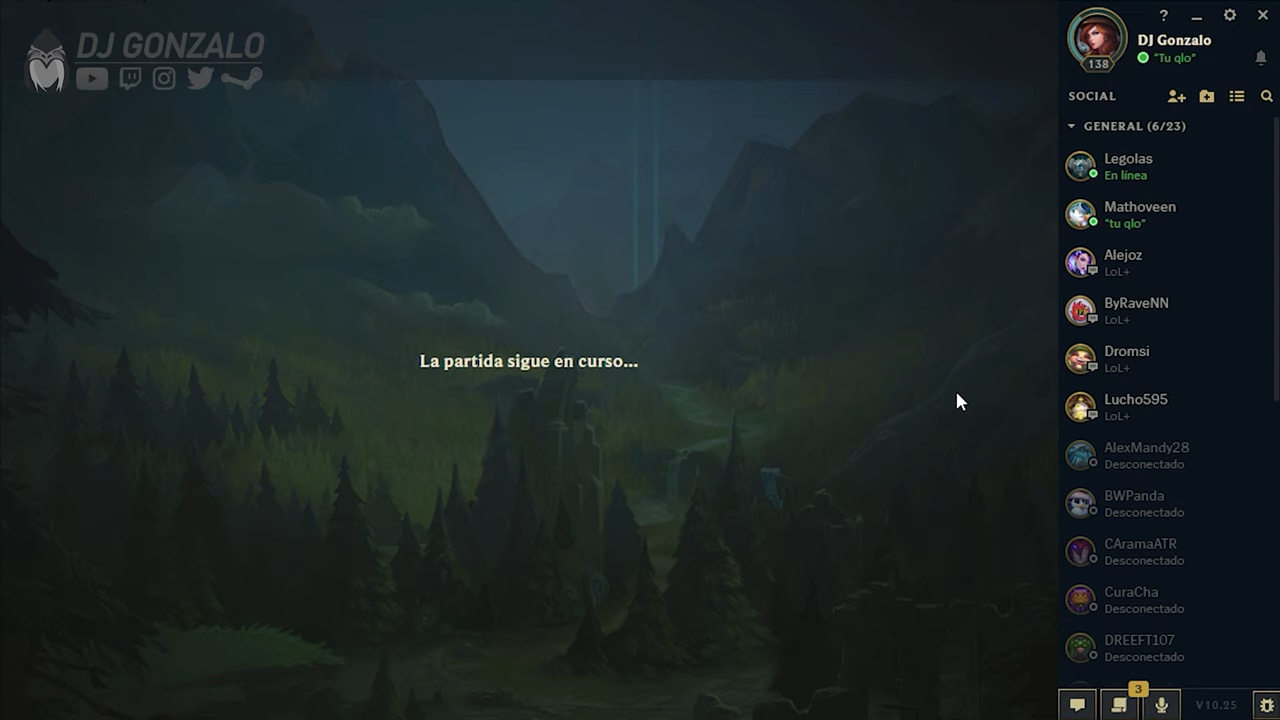 DJ GONZALO
?
DJ Gonzalo
138
"Tu qlo"
SOCIAL
GENERAL (6/23)
Legolas
En línea
Mathoveen
"tu qlo"
Alejoz
LoL+
ByRaveNN
LoL+
La partida sigue en curso...
Dromsi
LoL+
Lucho595
LoL+
AlexMandy28
Desconectado
BWPanda
Desconectado
CAramaATR
Desconectado
CuraCha
Desconectado
DREEFT107
Desconectado
3
V10.25